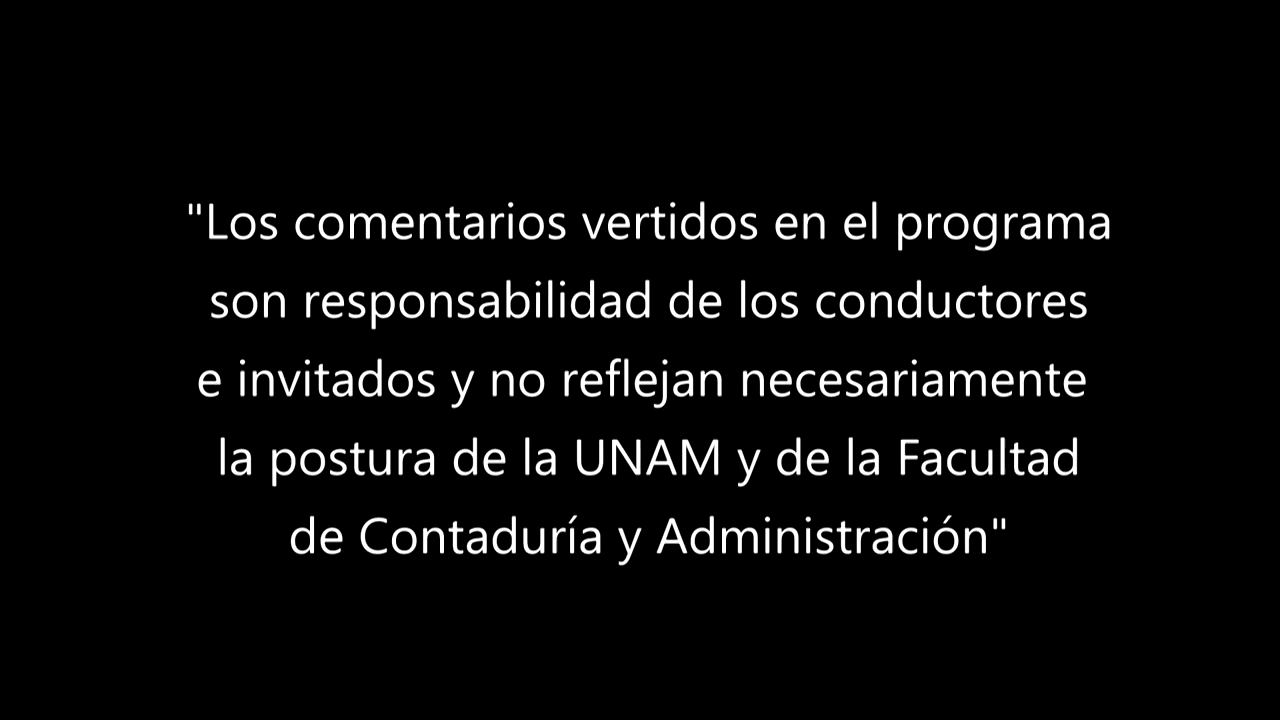 "Los comentarios vertidos en el programa
son responsabilidad de los conductores
e invitados y no reflejan necesariamente
la postura de la UNAM y de la Facultad
de Contaduría y Administración"